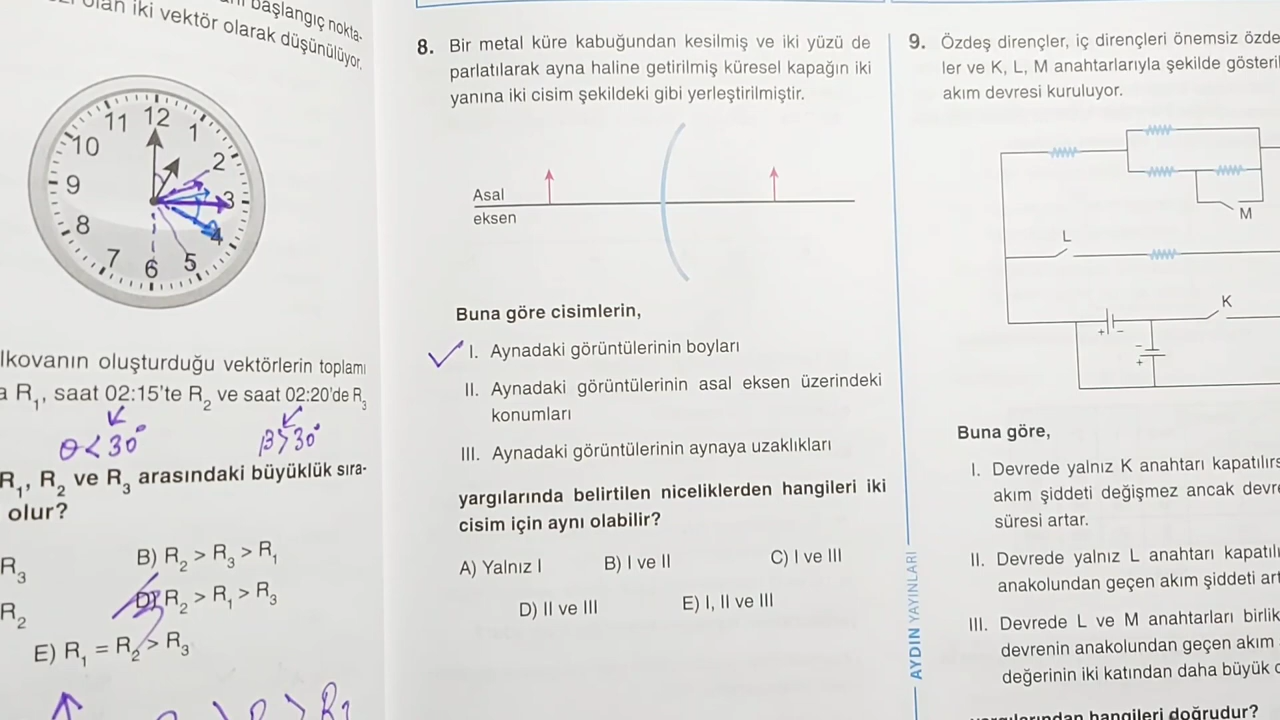 başlangıç nokta-
olan iki vektör olarak düşünülüyor.
12
11
1
10
2
9
3
8
4
7
6
5
lkovanın oluşturduğu vektörlerin toplamı
a R₁, saat 02:15'te R₂ ve saat 02:20'de R₃
θ < 30°
β > 30°
R₁, R₂ ve R₃ arasındaki büyüklük sıra-
olur?
R₃
B) R₂ > R₃ > R₁
R₂
D) R₂ > R₁ > R₃
E) R₁ = R₂ > R₃
8. Bir metal küre kabuğundan kesilmiş ve iki yüzü de
parlatılarak ayna haline getirilmiş küresel kapağın iki
yanına iki cisim şekildeki gibi yerleştirilmiştir.
Asal
eksen
Buna göre cisimlerin,
I. Aynadaki görüntülerinin boyları
II. Aynadaki görüntülerinin asal eksen üzerindeki
konumları
III. Aynadaki görüntülerinin aynaya uzaklıkları
yargılarında belirtilen niceliklerden hangileri iki
cisim için aynı olabilir?
A) Yalnız I
B) I ve II
C) I ve III
D) II ve III
E) I, II ve III
AYDIN YAYINLARI
9. Özdeş dirençler, iç dirençleri önemsiz özde
ler ve K, L, M anahtarlarıyla şekilde gösteril
akım devresi kuruluyor.
M
L
K
+ -
-
+
Buna göre,
I. Devrede yalnız K anahtarı kapatılırs
akım şiddeti değişmez ancak devre
süresi artar.
II. Devrede yalnız L anahtarı kapatılı
anakolundan geçen akım şiddeti art
III. Devrede L ve M anahtarları birlik
devrenin anakolundan geçen akım
değerinin iki katından daha büyük o
yargılarından hangileri doğrudur?